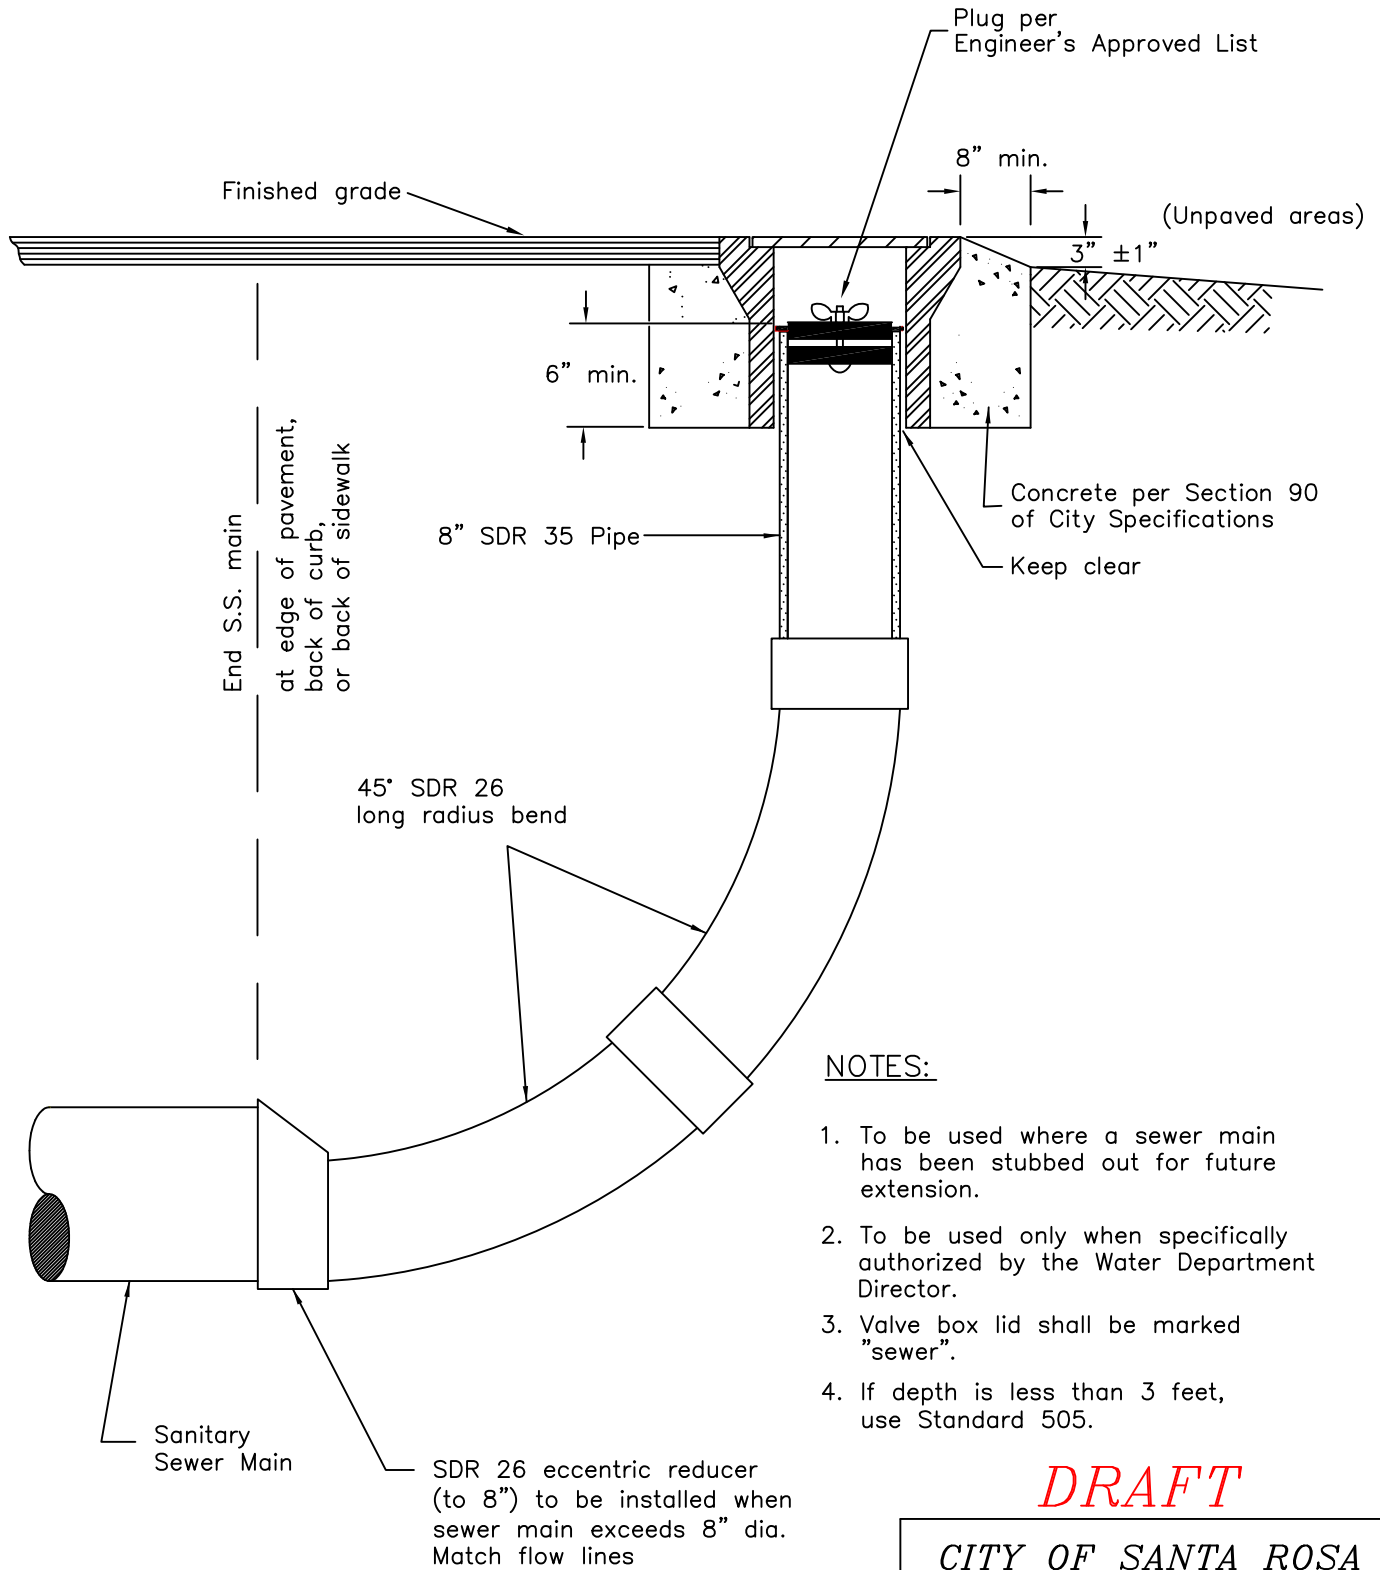 Plug per
Engineer's Approved List
8" min.
Finished grade
(Unpaved areas)
3" ±1"
6" min.
End S.S. main
at edge of pavement,
back of curb,
or back of sidewalk
8" SDR 35 Pipe
Concrete per Section 90
of City Specifications
Keep clear
45° SDR 26
long radius bend
NOTES:
1. To be used where a sewer main
has been stubbed out for future
extension.
2. To be used only when specifically
authorized by the Water Department
Director.
3. Valve box lid shall be marked
"sewer".
4. If depth is less than 3 feet,
use Standard 505.
Sanitary
Sewer Main
SDR 26 eccentric reducer
(to 8") to be installed when
sewer main exceeds 8" dia.
Match flow lines
DRAFT
CITY OF SANTA ROSA